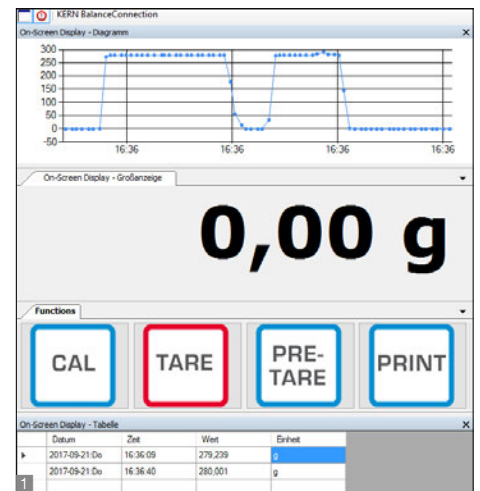 KERN BalanceConnection
On-Screen Display - Diagramm
300
250
200
150
100
50
0
-50
16:36 16:36 16:36 16:36
On-Screen Display - Großanzeige
0,00 g
Functions
CAL TARE PRE-TARE PRINT
On-Screen Display - Tabelle
Datum Zeit Wert Einheit
2017-09-21:Do 16:36:09 279,239 g
2017-09-21:Do 16:36:40 280,001 g
1